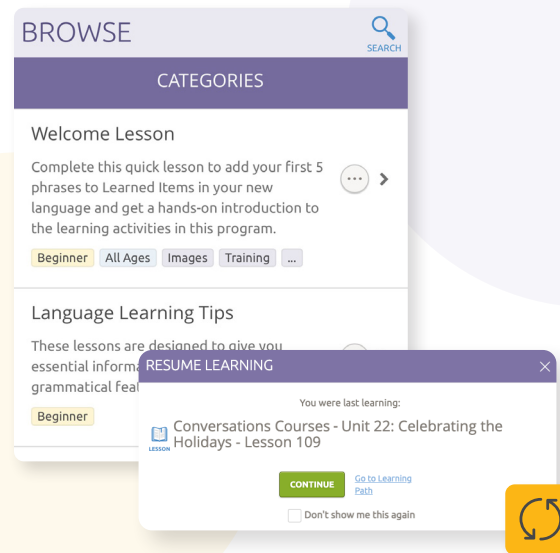 BROWSE
SEARCH
CATEGORIES
Welcome Lesson
Complete this quick lesson to add your first 5
phrases to Learned Items in your new
language and get a hands-on introduction to
the learning activities in this program.
Beginner All Ages Images Training ...
Language Learning Tips
These lessons are designed to give you
essential
grammatical
Beginner
RESUME LEARNING
You were last learning:
LESSON
Conversations Courses - Unit 22: Celebrating the
Holidays - Lesson 109
CONTINUE
Go to Learning
Path
Don't show me this again